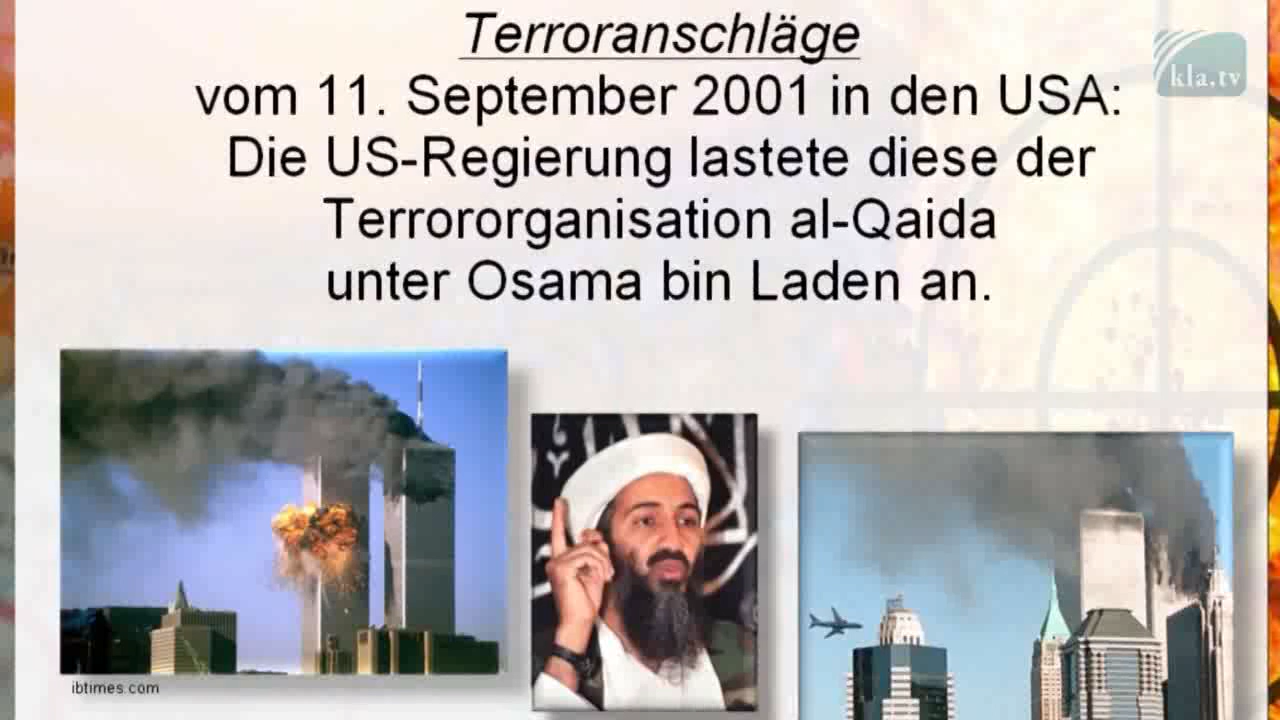 Terroranschläge
kla.tv
vom 11. September 2001 in den USA:
Die US-Regierung lastete diese der
Terrororganisation al-Qaida
unter Osama bin Laden an.
ibtimes.com